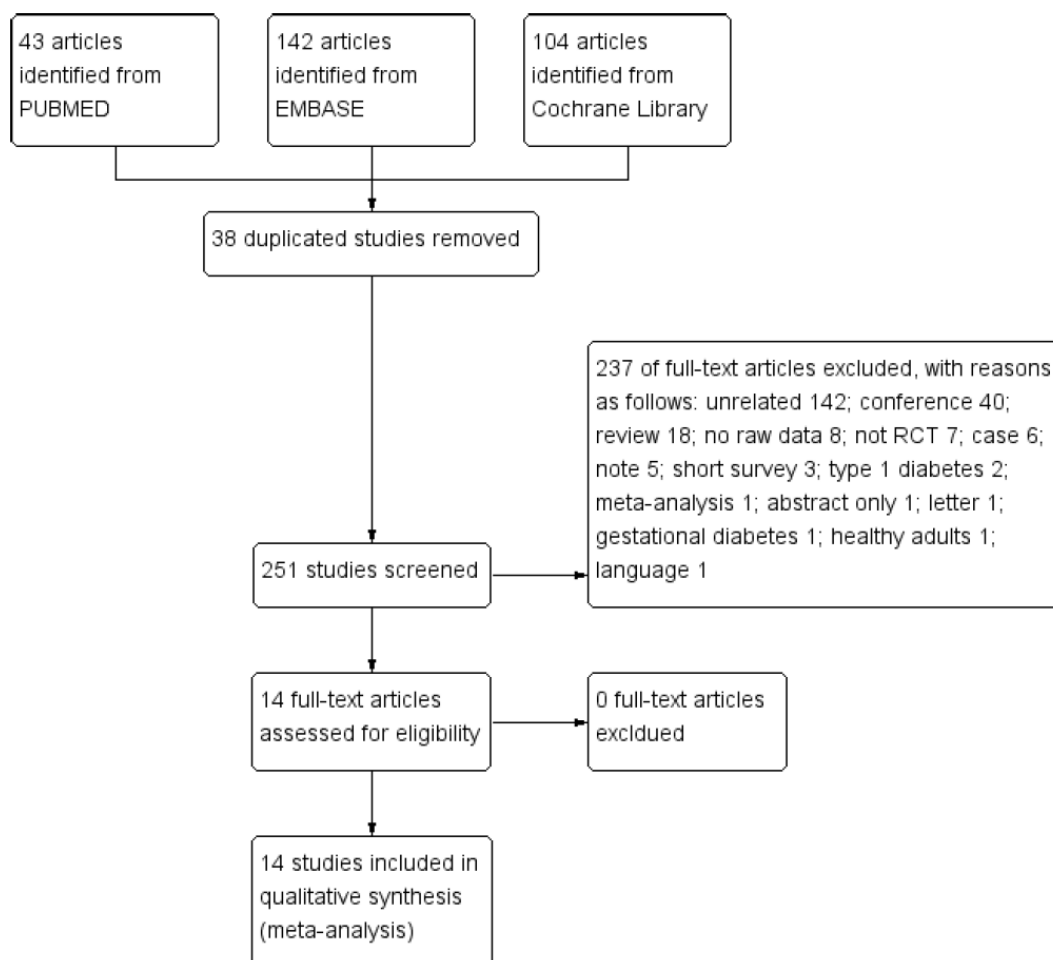 43 articles
identified from
PUBMED
142 articles
identified from
EMBASE
104 articles
identified from
Cochrane Library
38 duplicated studies removed
237 of full-text articles excluded, with reasons
as follows: unrelated 142; conference 40;
review 18; no raw data 8; not RCT 7; case 6;
note 5; short survey 3; type 1 diabetes 2;
meta-analysis 1; abstract only 1; letter 1;
gestational diabetes 1; healthy adults 1;
language 1
251 studies screened
14 full-text articles
assessed for eligibility
0 full-text articles
excldued
14 studies included in
qualitative synthesis
(meta-analysis)